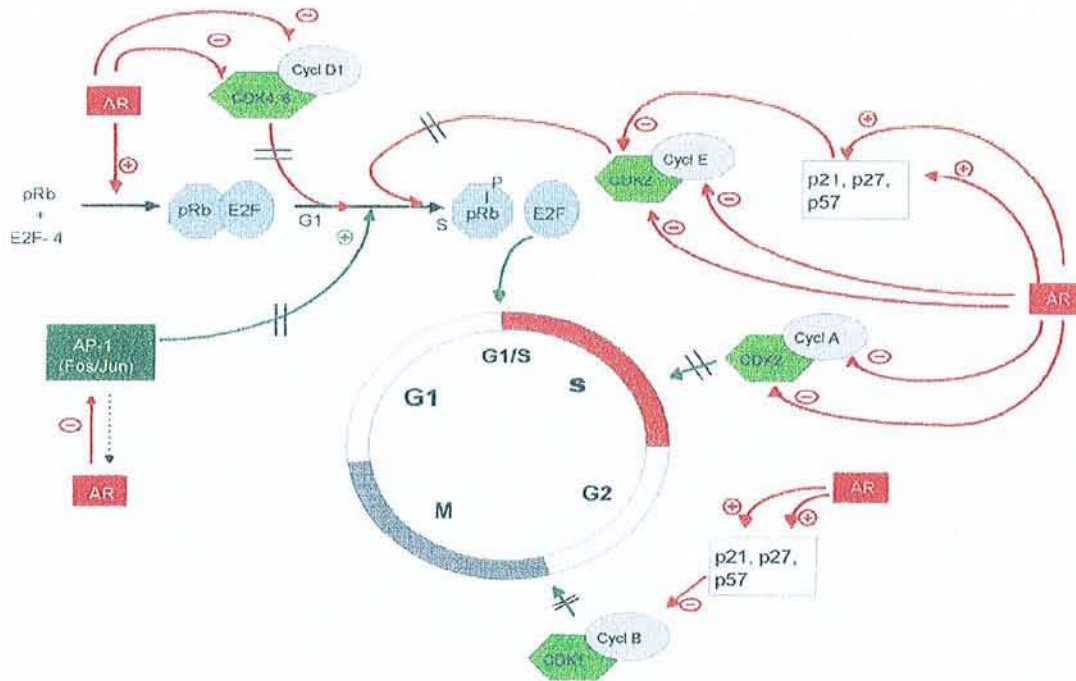 Cycl D1
CDK4/6
AR
pRb
+
E2F-4
pRb
E2F
G1
S
P
pRb
E2F
CDK2
Cycl E
p21, p27,
p57
AR
AP-1
(Fos/Jun)
AR
G1/S
S
G1
G2
M
CDK2
Cycl A
AR
p21, p27,
p57
CDK1
Cycl B